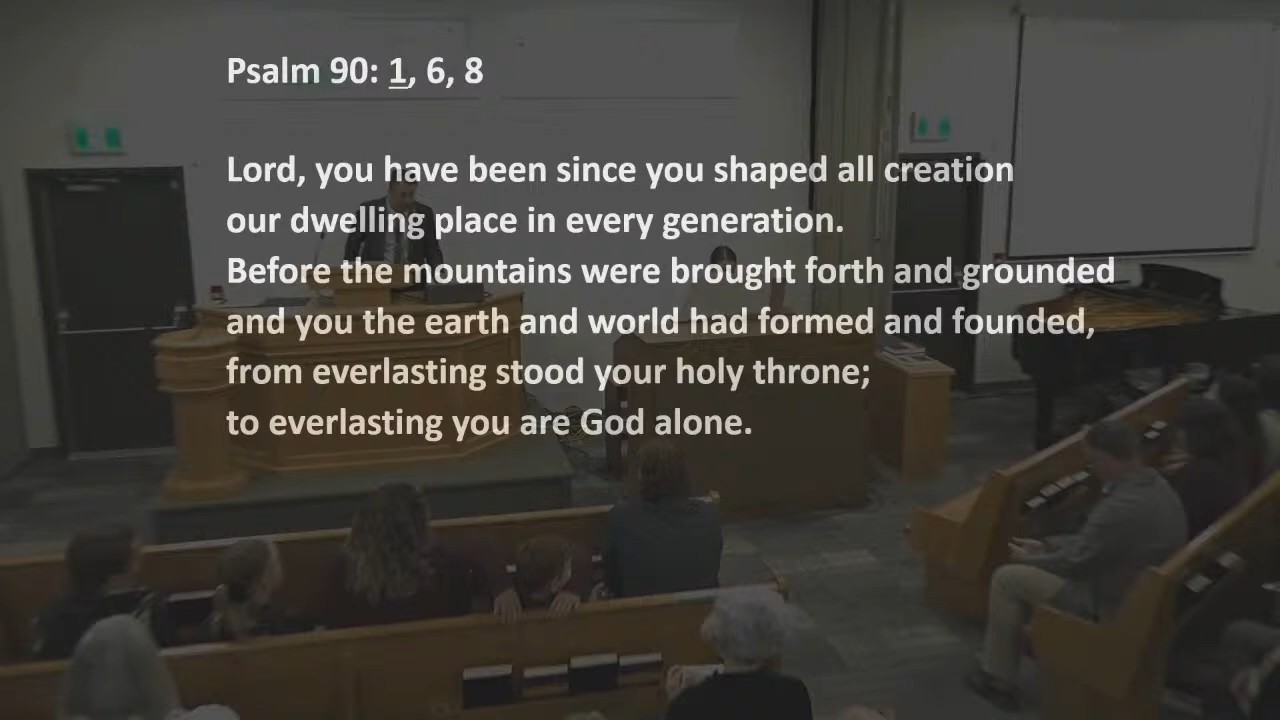 Psalm 90: 1, 6, 8
Lord, you have been since you shaped all creation
our dwelling place in every generation.
Before the mountains were brought forth and grounded
and you the earth and world had formed and founded,
from everlasting stood your holy throne;
to everlasting you are God alone.